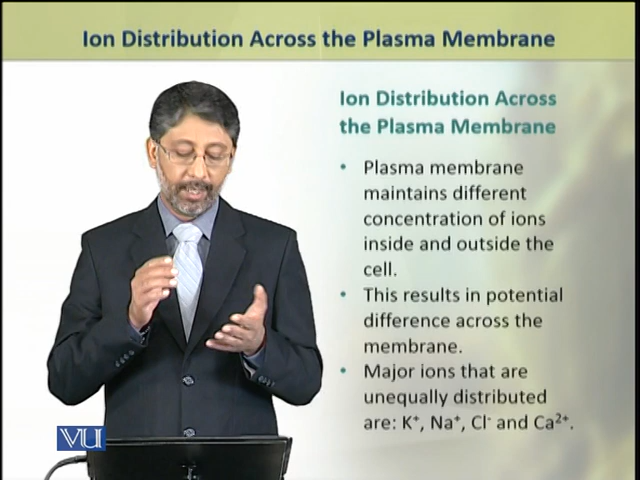 Ion Distribution Across the Plasma Membrane
Ion Distribution Across
the Plasma Membrane
• Plasma membrane
maintains different
concentration of ions
inside and outside the
cell.
• This results in potential
difference across the
membrane.
• Major ions that are
unequally distributed
are: K⁺, Na⁺, Cl⁻ and Ca²⁺.
VU